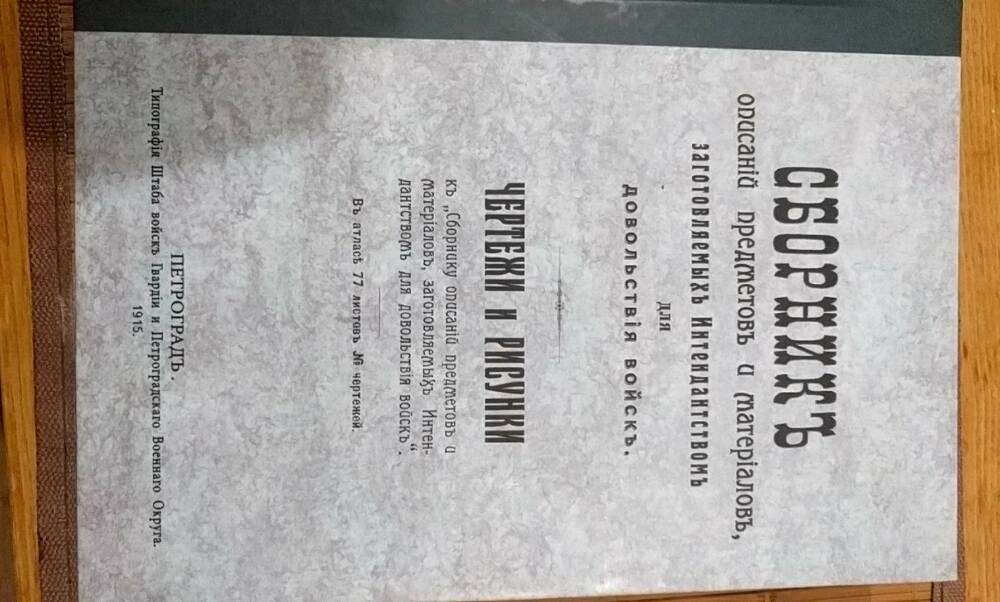 СБОРНИКЪ
описаній предметовъ и матеріаловъ,
заготовляемыхъ Интендантствомъ
для
довольствія войскъ.
ЧЕРТЕЖИ и РИСУНКИ
къ „Сборнику описаній предметовъ и
матеріаловъ, заготовляемыхъ Интен-
дантствомъ для довольствія войскъ“.
Въ атласѣ 77 листовъ № чертежей.
ПЕТРОГРАДЪ.
Типографія Штаба войскъ Гвардіи и Петроградскаго Военнаго Округа.
1915.